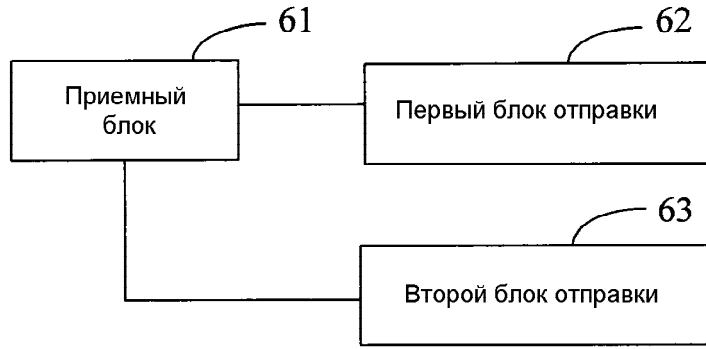 61
Приемный
блок
62
Первый блок отправки
63
Второй блок отправки